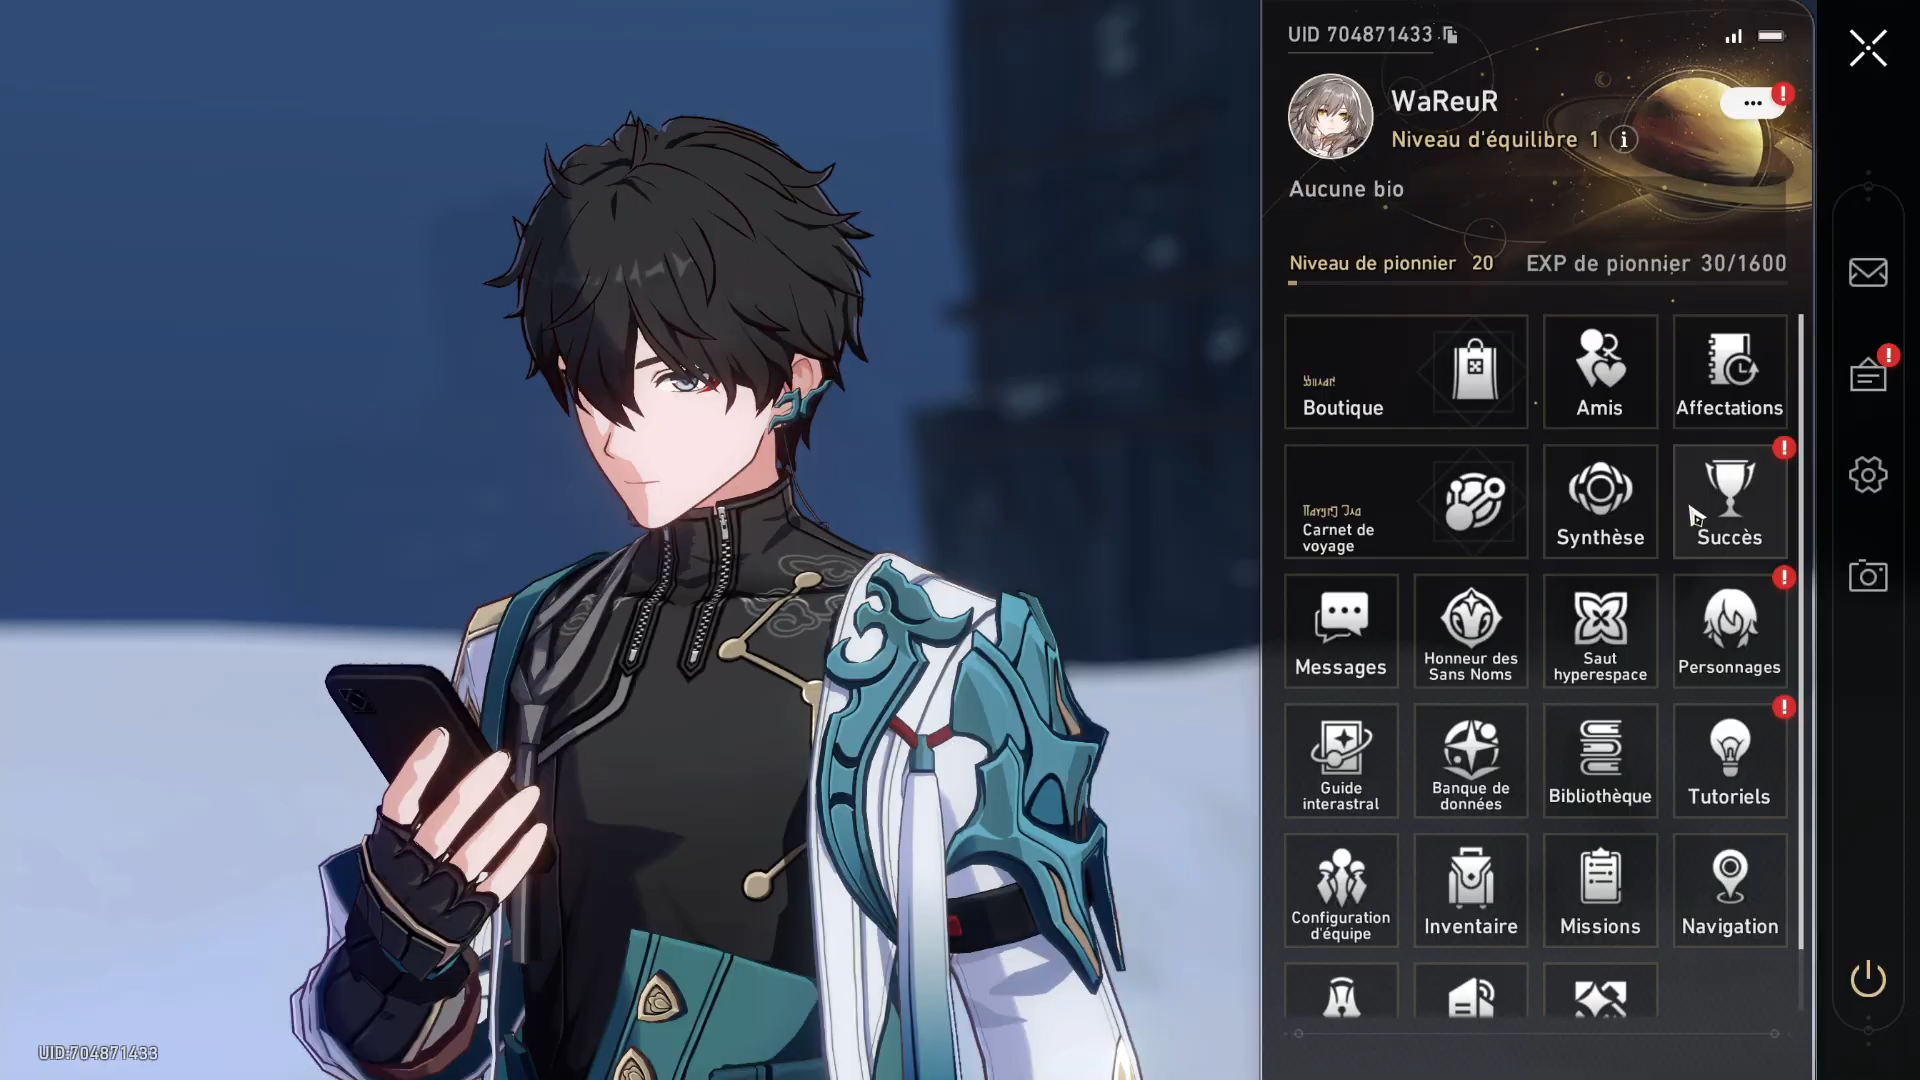 UID 704871433
WaReuR
Niveau d'équilibre 1
Aucune bio
Niveau de pionnier 20
EXP de pionnier 30/1600
Boutique
Amis
Affectations
Carnet de
voyage
Synthèse
Succès
Messages
Honneur des
Sans Noms
Saut
hyperespace
Personnages
Guide
interastral
Banque de
données
Bibliothèque
Tutoriels
Configuration
d'équipe
Inventaire
Missions
Navigation
UID:704871433